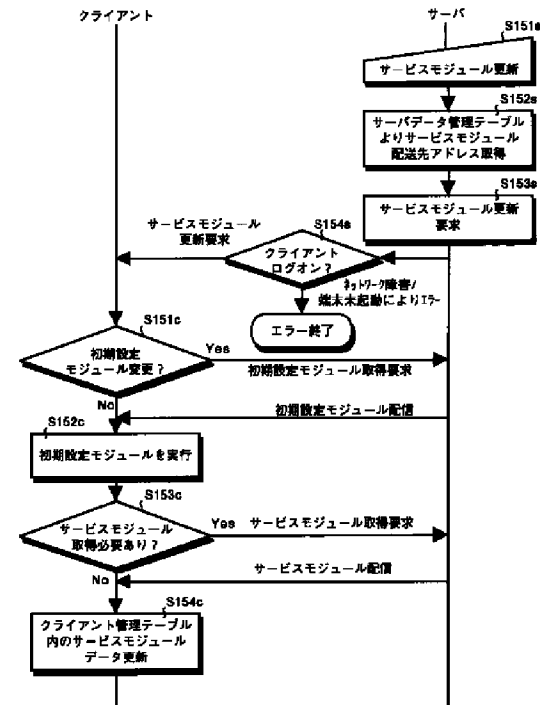 クライアント
サーバ
S151s
サービスモジュール更新
S152s
サーバデータ管理テーブル
よりサービスモジュール
配送先アドレス取得
S153s
サービスモジュール更新
要求
サービスモジュール
更新要求
S154s
クライアント
ログオン？
ネットワーク障害/
端末未起動によりエラー
エラー終了
S151c
初期設定
モジュール変更？
Yes
初期設定モジュール取得要求
No
初期設定モジュール配信
S152c
初期設定モジュールを実行
S153c
サービスモジュール
取得必要あり？
Yes
サービスモジュール取得要求
No
サービスモジュール配信
S154c
クライアント管理テーブル
内のサービスモジュール
データ更新